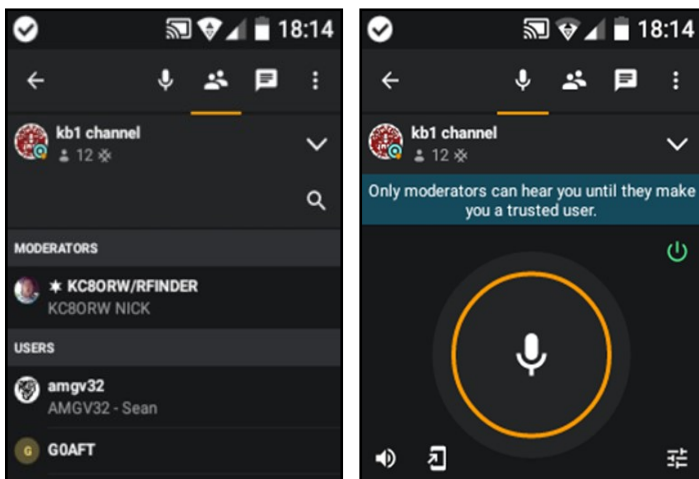 18:14
kb1 channel
12
MODERATORS
✶ KC8ORW/RFINDER
KC8ORW NICK
USERS
amgv32
AMGV32 - Sean
G
G0AFT
18:14
kb1 channel
12
Only moderators can hear you until they make
you a trusted user.